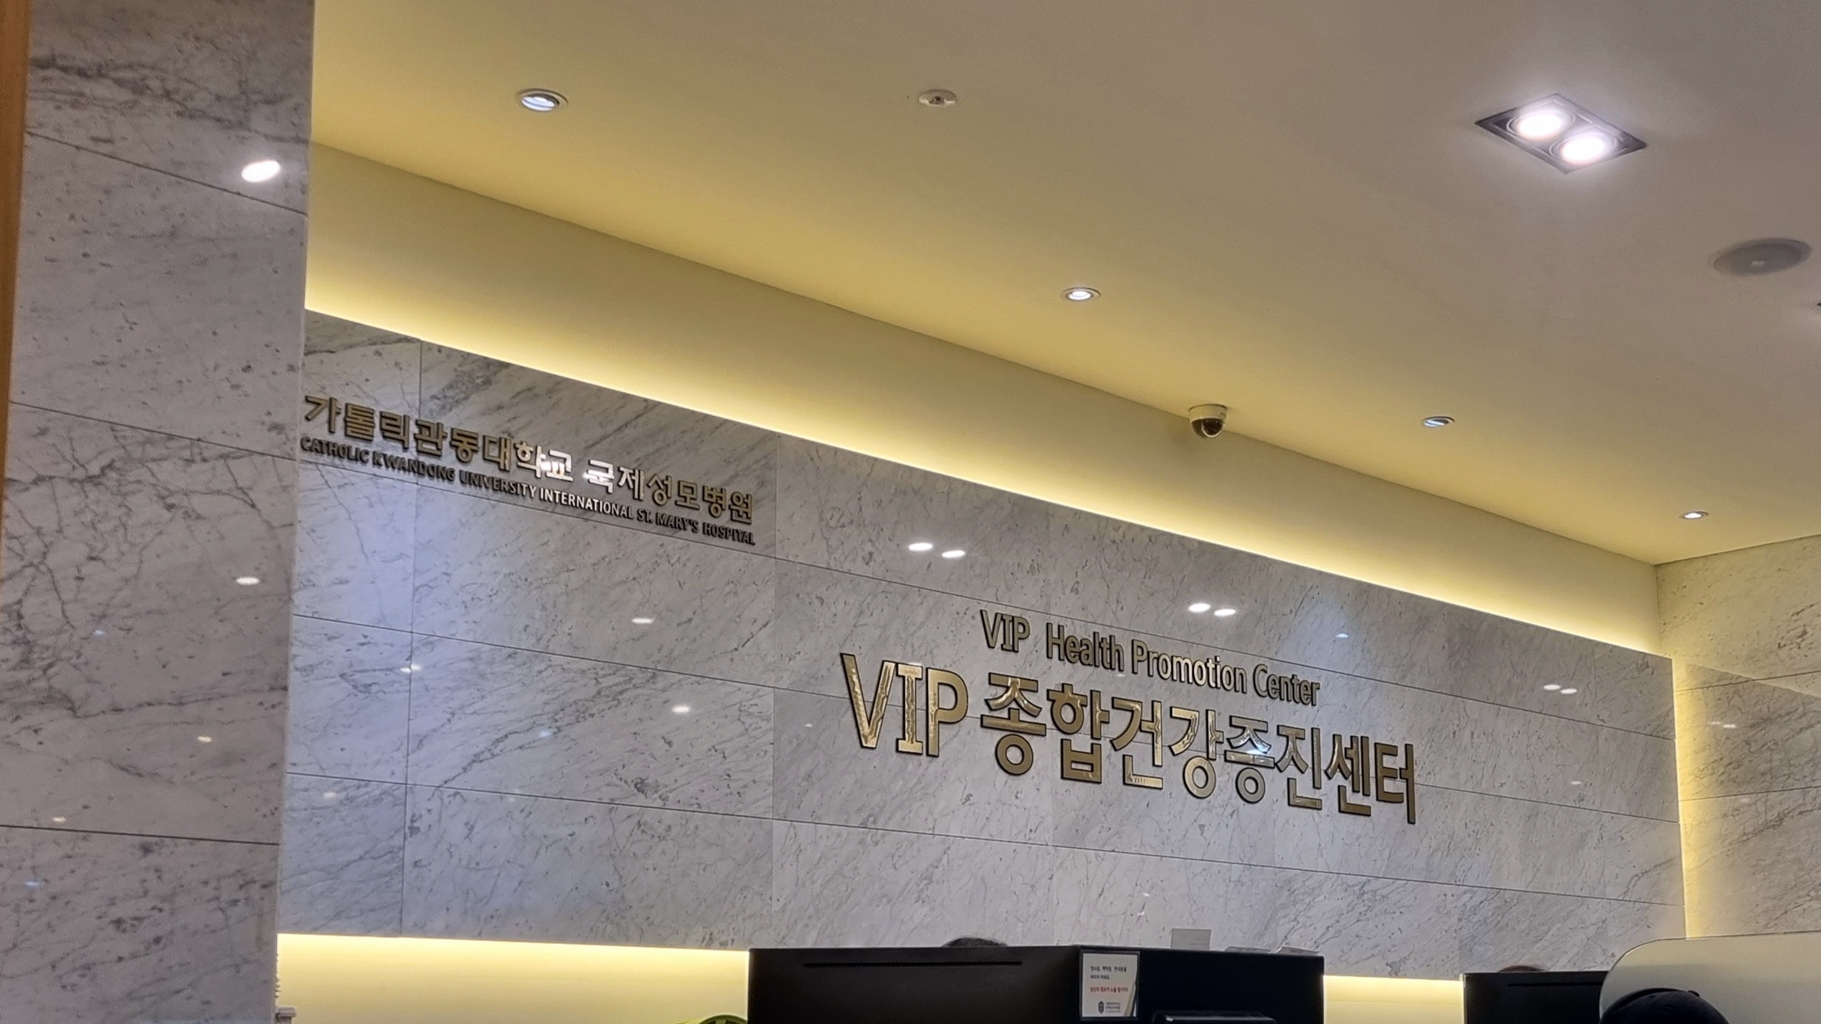 가톨릭관동대학교 국제성모병원
CATHOLIC KWANDONG UNIVERSITY INTERNATIONAL ST. MARY'S HOSPITAL
VIP Health Promotion Center
VIP 종합건강증진센터